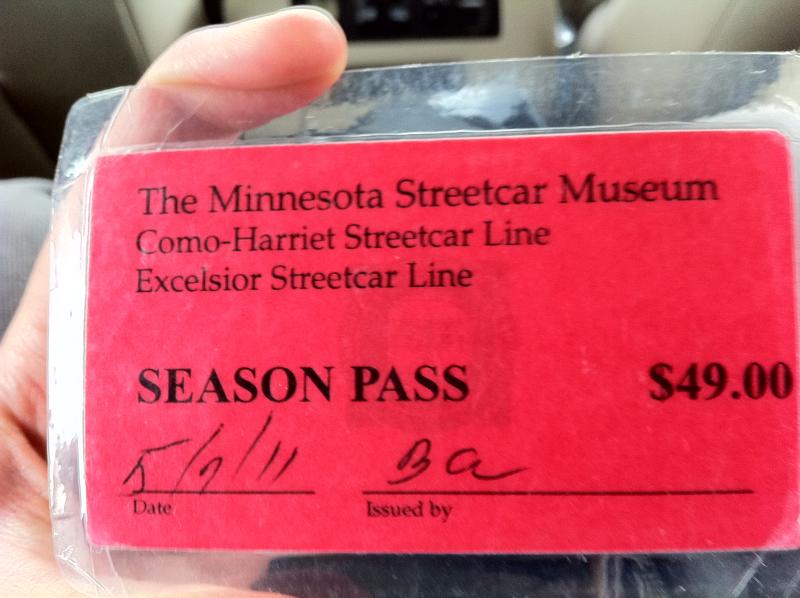 The Minnesota Streetcar Museum
Como-Harriet Streetcar Line
Excelsior Streetcar Line
SEASON PASS $49.00
5/7/11 Ba
Date Issued by